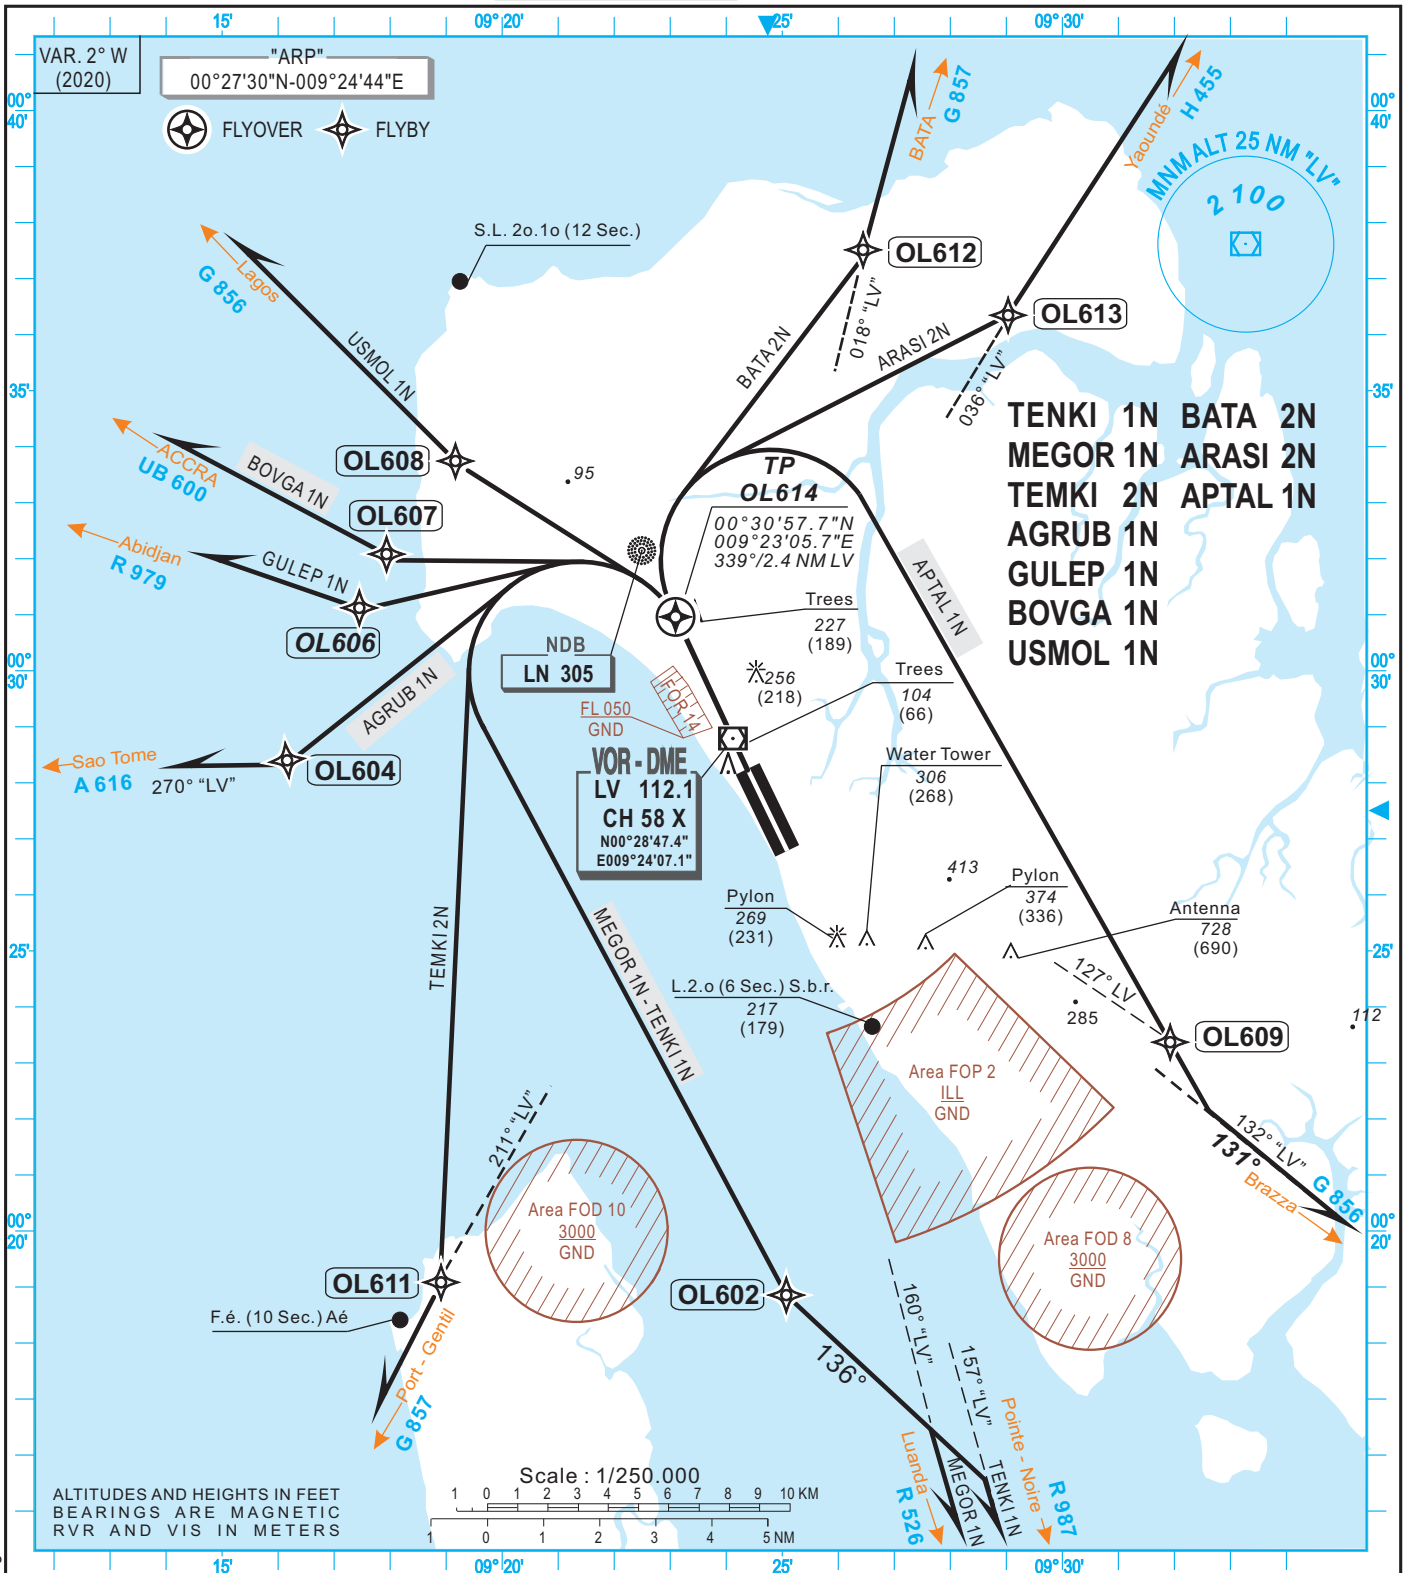 15'
09° 20'
25'
09° 30'
VAR. 2° W
(2020)
"ARP"
00°27'30"N-009°24'44"E
FLYOVER
FLYBY
00°
40'
00°
40'
BATA
G 857
Yaoundé
H 455
MNM ALT 25 NM "LV"
2 100
S.L. 2o.1o (12 Sec.)
Lagos
G 856
USMOL 1N
OL612
018° “LV”
BATA 2N
ARASI 2N
OL613
036° “LV”
35'
35'
TENKI 1N BATA 2N
MEGOR 1N ARASI 2N
TEMKI 2N APTAL 1N
AGRUB 1N
GULEP 1N
BOVGA 1N
USMOL 1N
ACCRA
UB 600
BOVGA 1N
OL608
95
TP
OL614
00°30'57.7"N
009°23'05.7"E
339°/2.4 NM LV
OL607
Abidjan
R 979
GULEP 1N
OL606
APTAL 1N
Trees
227
(189)
NDB
LN 305
00°
30'
00°
30'
256
(218)
Trees
104
(66)
FOR 14
FL 050
GND
AGRUB 1N
Sao Tome
A 616
270° “LV”
OL604
VOR - DME
LV 112.1
CH 58 X
N00°28'47.4"
E009°24'07.1"
Water Tower
306
(268)
413
Pylon
374
(336)
Pylon
269
(231)
Antenna
728
(690)
TEMKI 2N
MEGOR 1N - TENKI 1N
25'
25'
127° LV
L.2.o (6 Sec.) S.b.r.
217
(179)
285
112
OL609
Area FOP 2
ILL
GND
211° “LV”
132° “LV”
131°
Brazza
G 856
Area FOD 10
3000
GND
Area FOD 8
3000
GND
00°
20'
00°
20'
OL611
OL602
F.é. (10 Sec.) Aé
Port - Gentil
G 857
136°
160° “LV”
157° “LV”
Luanda
R 526
MEGOR 1N
TENKI 1N
Pointe - Noire
R 987
ALTITUDES AND HEIGHTS IN FEET
BEARINGS ARE MAGNETIC
RVR AND VIS IN METERS
Scale : 1/250.000
1 0 1 2 3 4 5 6 7 8 9 10 KM
1 0 1 2 3 4 5 NM
15'
09° 20'
25'
09° 30'